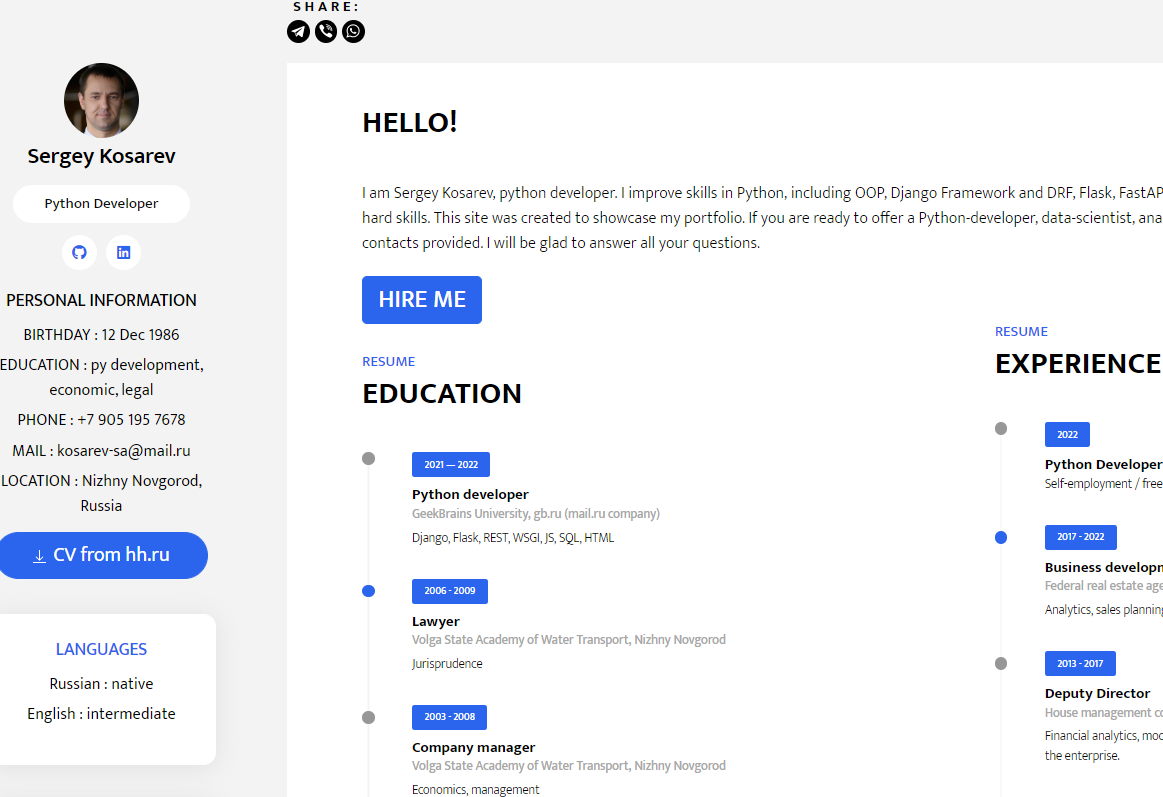 SHARE:
Sergey Kosarev
Python Developer
PERSONAL INFORMATION
BIRTHDAY : 12 Dec 1986
EDUCATION : py development,
economic, legal
PHONE : +7 905 195 7678
MAIL : kosarev-sa@mail.ru
LOCATION : Nizhny Novgorod,
Russia
CV from hh.ru
LANGUAGES
Russian : native
English : intermediate
HELLO!
I am Sergey Kosarev, python developer. I improve skills in Python, including OOP, Django Framework and DRF, Flask, FastAP
hard skills. This site was created to showcase my portfolio. If you are ready to offer a Python-developer, data-scientist, ana
contacts provided. I will be glad to answer all your questions.
HIRE ME
RESUME
EDUCATION
2021 — 2022
Python developer
GeekBrains University, gb.ru (mail.ru company)
Django, Flask, REST, WSGI, JS, SQL, HTML
2006 - 2009
Lawyer
Volga State Academy of Water Transport, Nizhny Novgorod
Jurisprudence
2003 - 2008
Company manager
Volga State Academy of Water Transport, Nizhny Novgorod
Economics, management
RESUME
EXPERIENCE
2022
Python Developer
Self-employment / free
2017 - 2022
Business developm
Federal real estate age
Analytics, sales planning
2013 - 2017
Deputy Director
House management co
Financial analytics, mod
the enterprise.